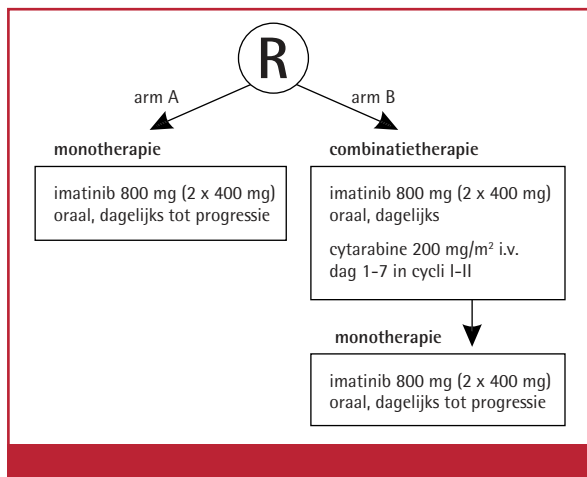 R
arm A
arm B
monotherapie
imatinib 800 mg (2 x 400 mg)
oraal, dagelijks tot progressie
combinatietherapie
imatinib 800 mg (2 x 400 mg)
oraal, dagelijks
cytarabine 200 mg/m² i.v.
dag 1-7 in cycli I-II
monotherapie
imatinib 800 mg (2 x 400 mg)
oraal, dagelijks tot progressie